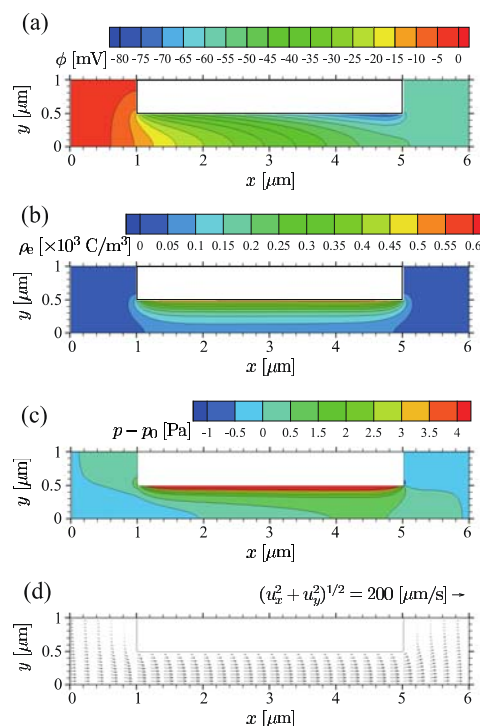 (a)
ϕ [mV] -80 -75 -70 -65 -60 -55 -50 -45 -40 -35 -30 -25 -20 -15 -10 -5 0
1
y [μm] 0.5
0
0 1 2 3 4 5 6
x [μm]
(b)
ρe [×10³ C/m³] 0 0.05 0.1 0.15 0.2 0.25 0.3 0.35 0.4 0.45 0.5 0.55 0.6
1
y [μm] 0.5
0
0 1 2 3 4 5 6
x [μm]
(c)
p − p0 [Pa] -1 -0.5 0 0.5 1.5 2 2.5 3 3.5 4
1
y [μm] 0.5
0
0 1 2 3 4 5 6
x [μm]
(d)
(u_x² + u_y²)^1/2 = 200 [μm/s] →
1
y [μm] 0.5
0
0 1 2 3 4 5 6
x [μm]